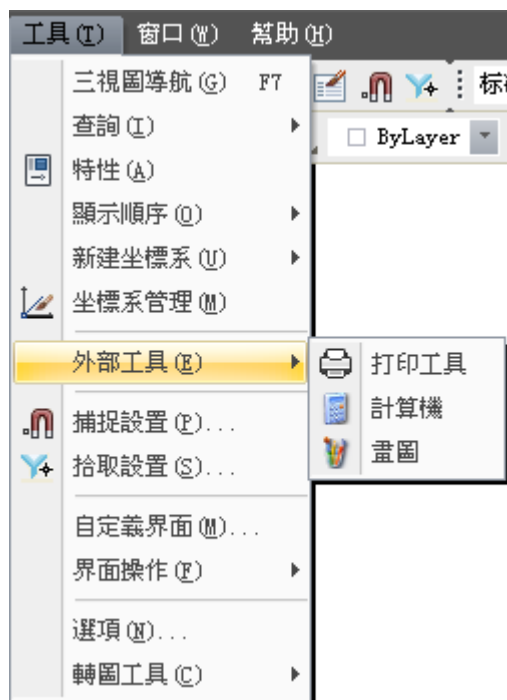 工具(T) 窗口(W) 幫助(H)
三視圖導航(G) F7
标
查詢(I)
ByLayer
特性(A)
顯示順序(O)
新建坐標系(U)
坐標系管理(M)
外部工具(E)
打印工具
計算機
畫圖
捕捉設置(P)...
拾取設置(S)...
自定義界面(M)...
界面操作(F)
選項(N)...
轉圖工具(C)